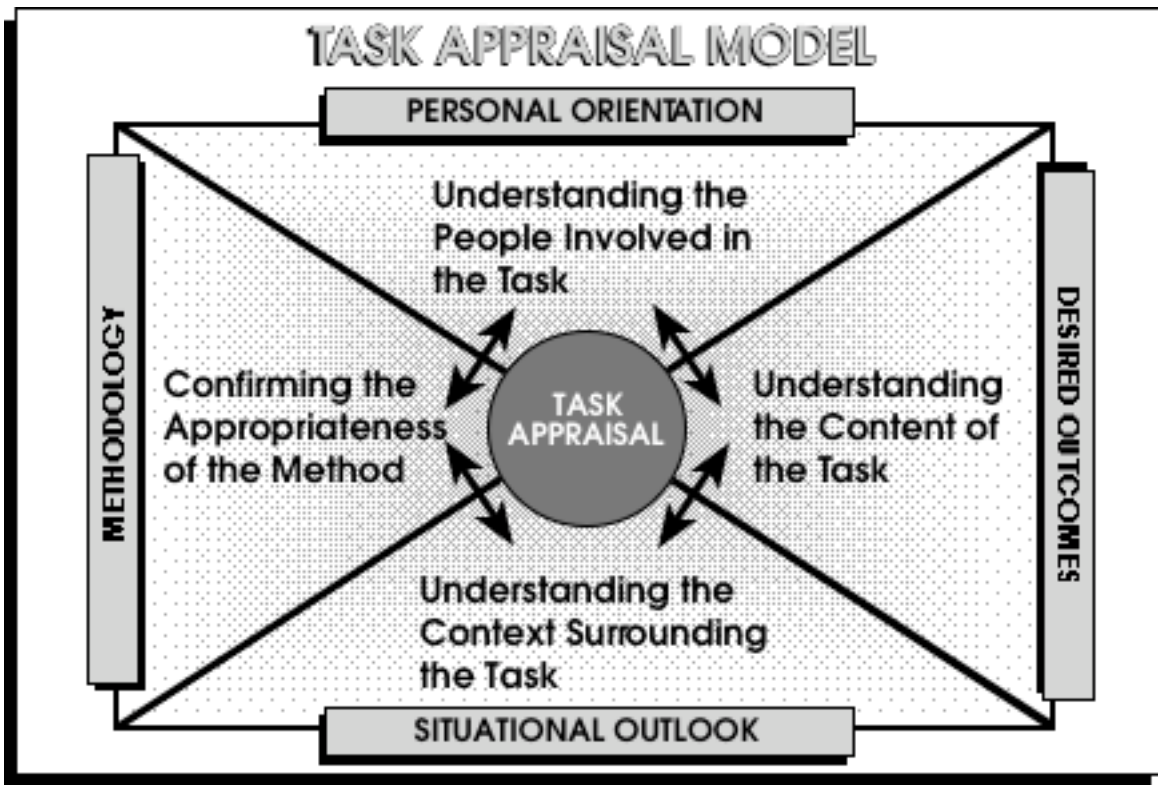 TASK APPRAISAL MODEL
PERSONAL ORIENTATION
Understanding the
People Involved in
the Task
METHODOLOGY
Confirming the
Appropriateness
of the Method
TASK
APPRAISAL
Understanding
the Content of
the Task
DESIRED OUTCOMES
Understanding the
Context Surrounding
the Task
SITUATIONAL OUTLOOK